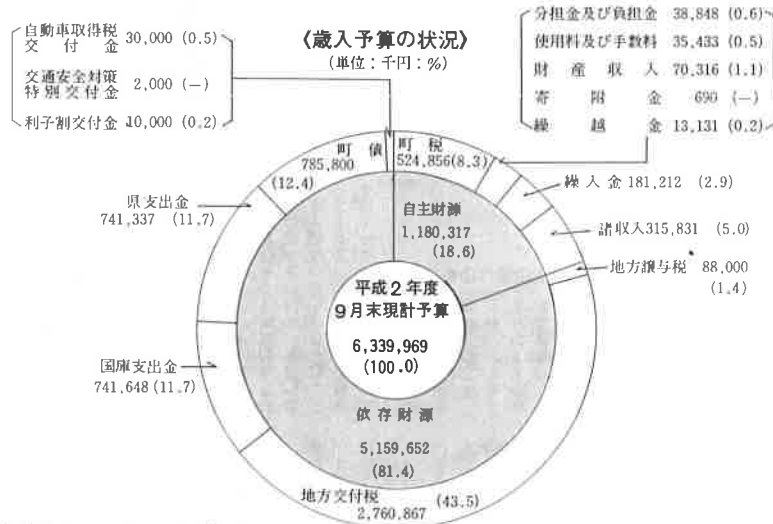 《歳入予算の状況》
(単位：千円：%)
自動車取得税
交付金 30,000 (0.5)
交通安全対策
特別交付金 2,000 (—)
利子割交付金 10,000 (0.2)
分担金及び負担金 38,848 (0.6)
使用料及び手数料 35,433 (0.5)
財産収入 70,316 (1.1)
寄附金 690 (—)
繰越金 13,131 (0.2)
町税
524,856(8.3)
繰入金 181,212 (2.9)
諸収入315,831 (5.0)
地方譲与税 88,000
(1.4)
町債
785,800
(12.4)
県支出金
741,337 (11.7)
国庫支出金
741,648 (11.7)
地方交付税 (43.5)
2,760,867
自主財源
1,180,317
(18.6)
平成2年度
9月末現計予算
6,339,969
(100.0)
依存財源
5,159,652
(81.4)